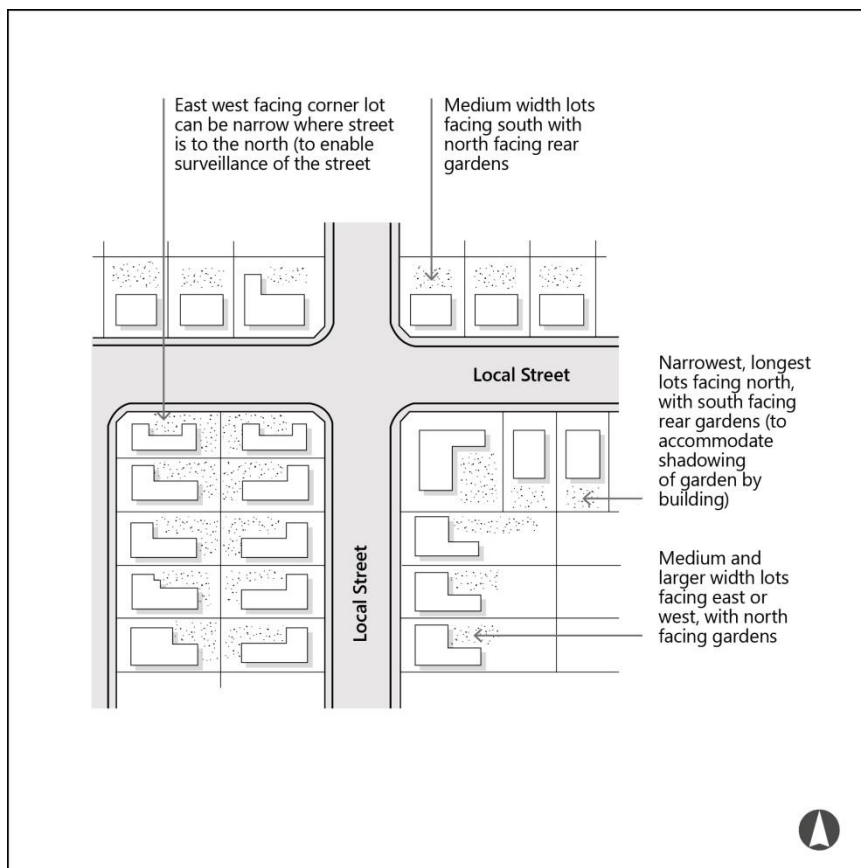 East west facing corner lot
can be narrow where street
is to the north (to enable
surveillance of the street
Medium width lots
facing south with
north facing rear
gardens
Local Street
Narrowest, longest
lots facing north,
with south facing
rear gardens (to
accommodate
shadowing
of garden by
building)
Local Street
Medium and
larger width lots
facing east or
west, with north
facing gardens